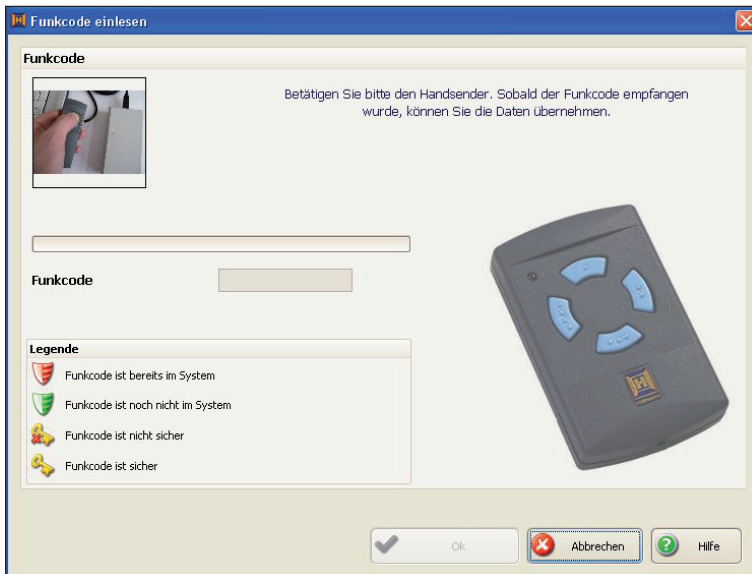 Funkcode einlesen
Funkcode
Betätigen Sie bitte den Handsender. Sobald der Funkcode empfangen
wurde, können Sie die Daten übernehmen.
Funkcode
Legende
Funkcode ist bereits im System
Funkcode ist noch nicht im System
Funkcode ist nicht sicher
Funkcode ist sicher
Ok
Abbrechen
Hilfe